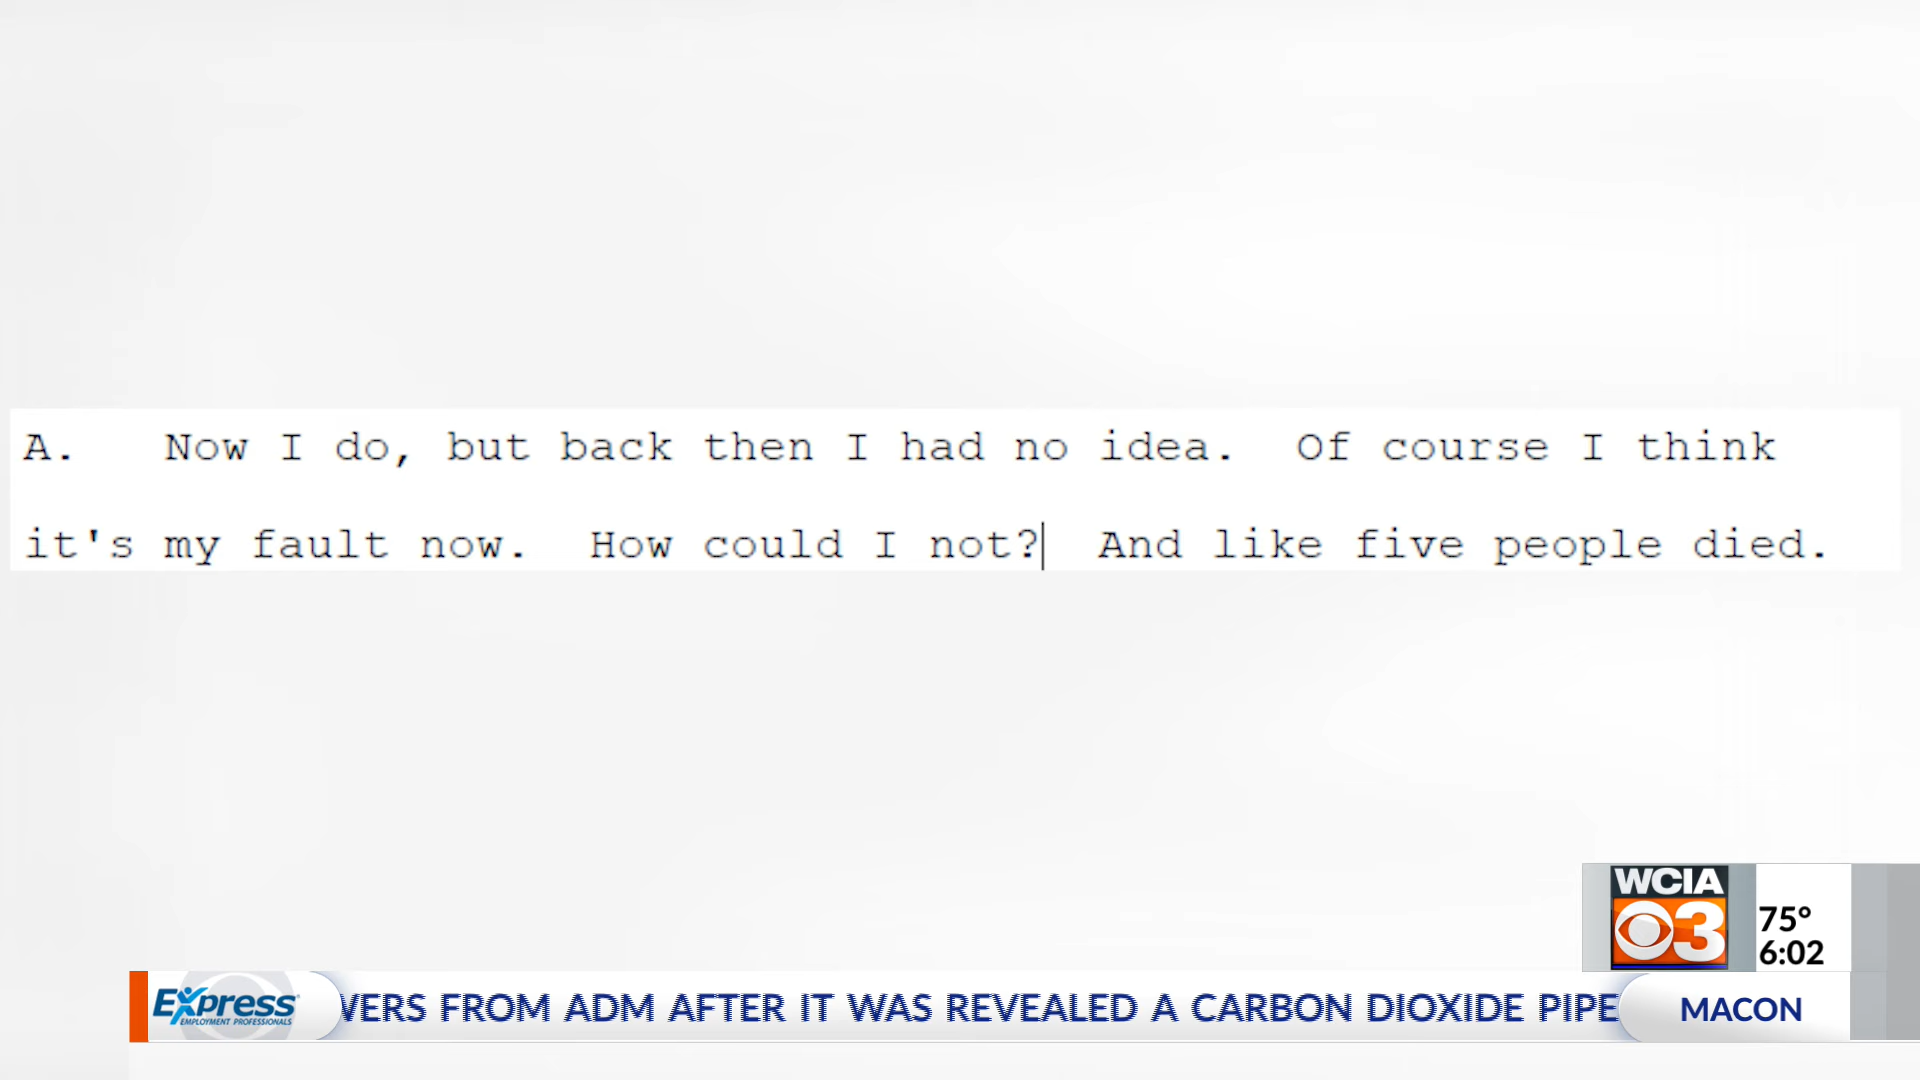 A. Now I do, but back then I had no idea. Of course I think
it's my fault now. How could I not? And like five people died.
WCIA
3
75°
6:02
Express
EMPLOYMENT PROFESSIONALS
VERS FROM ADM AFTER IT WAS REVEALED A CARBON DIOXIDE PIPE
MACON